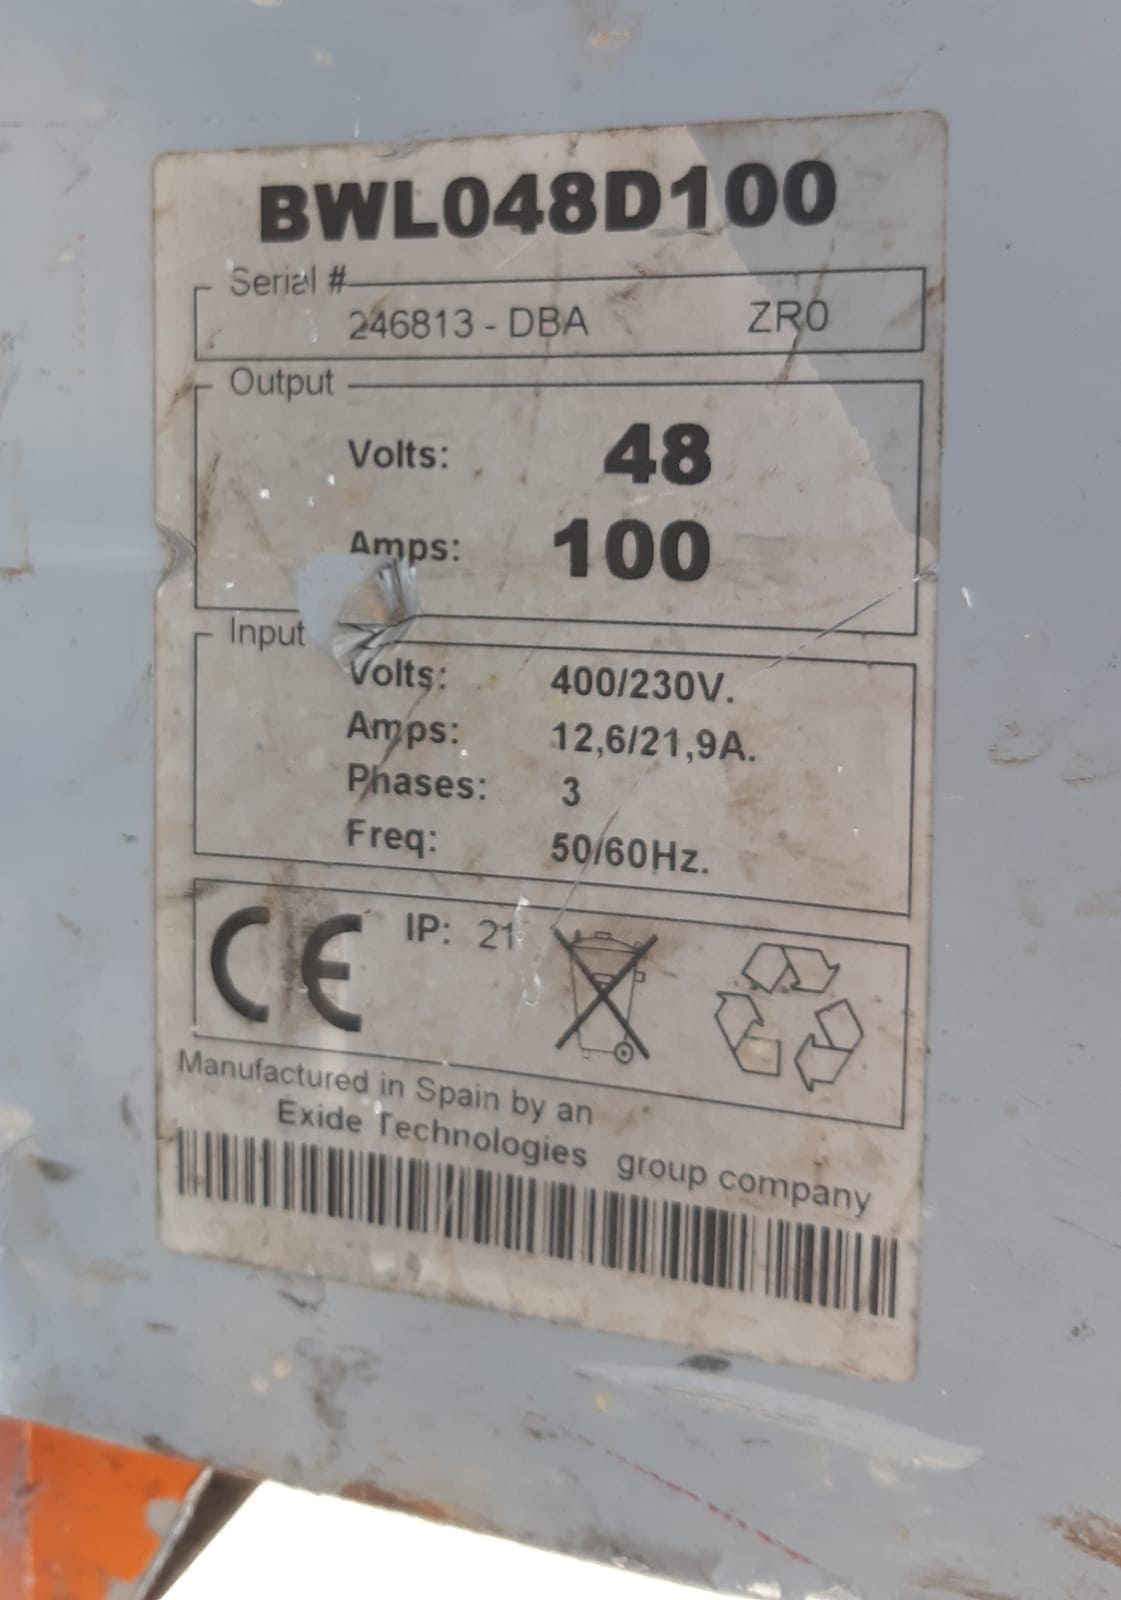 BWL048D100
Serial #
246813 - DBA ZR0
Output
Volts: 48
Amps: 100
Input
Volts: 400/230V.
Amps: 12,6/21,9A.
Phases: 3
Freq: 50/60Hz.
CE IP: 21
Manufactured in Spain by an
Exide Technologies group company